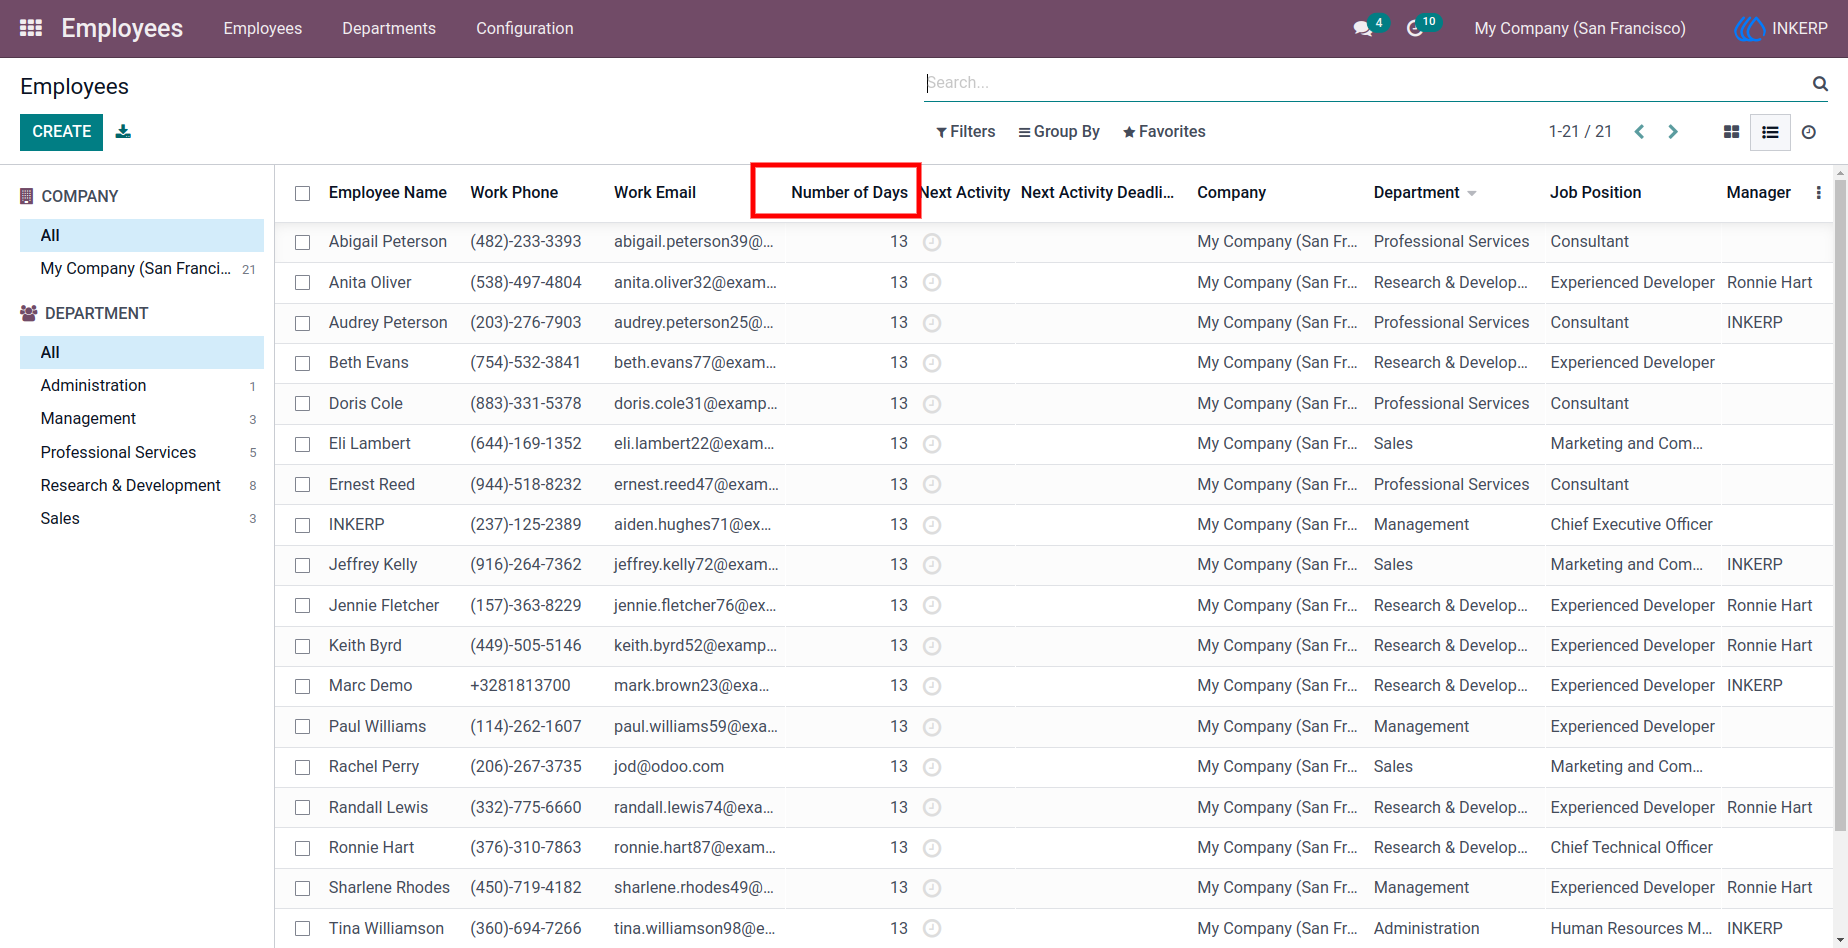 Employees Employees Departments Configuration 4 10 My Company (San Francisco) INKERP
Employees
Search...
CREATE
Filters Group By Favorites 1-21 / 21
COMPANY
All
My Company (San Franci... 21
DEPARTMENT
All
Administration 1
Management 3
Professional Services 5
Research & Development 8
Sales 3
Employee Name Work Phone Work Email Number of Days Next Activity Next Activity Deadli... Company Department Job Position Manager
Abigail Peterson (482)-233-3393 abigail.peterson39@... 13 My Company (San Fr... Professional Services Consultant
Anita Oliver (538)-497-4804 anita.oliver32@exam... 13 My Company (San Fr... Research & Develop... Experienced Developer Ronnie Hart
Audrey Peterson (203)-276-7903 audrey.peterson25@... 13 My Company (San Fr... Professional Services Consultant INKERP
Beth Evans (754)-532-3841 beth.evans77@exam... 13 My Company (San Fr... Research & Develop... Experienced Developer
Doris Cole (883)-331-5378 doris.cole31@examp... 13 My Company (San Fr... Professional Services Consultant
Eli Lambert (644)-169-1352 eli.lambert22@exam... 13 My Company (San Fr... Sales Marketing and Com...
Ernest Reed (944)-518-8232 ernest.reed47@exam... 13 My Company (San Fr... Professional Services Consultant
INKERP (237)-125-2389 aiden.hughes71@ex... 13 My Company (San Fr... Management Chief Executive Officer
Jeffrey Kelly (916)-264-7362 jeffrey.kelly72@exam... 13 My Company (San Fr... Sales Marketing and Com... INKERP
Jennie Fletcher (157)-363-8229 jennie.fletcher76@ex... 13 My Company (San Fr... Research & Develop... Experienced Developer Ronnie Hart
Keith Byrd (449)-505-5146 keith.byrd52@examp... 13 My Company (San Fr... Research & Develop... Experienced Developer Ronnie Hart
Marc Demo +3281813700 mark.brown23@exa... 13 My Company (San Fr... Research & Develop... Experienced Developer INKERP
Paul Williams (114)-262-1607 paul.williams59@exa... 13 My Company (San Fr... Management Experienced Developer
Rachel Perry (206)-267-3735 jod@odoo.com 13 My Company (San Fr... Sales Marketing and Com...
Randall Lewis (332)-775-6660 randall.lewis74@exa... 13 My Company (San Fr... Research & Develop... Experienced Developer Ronnie Hart
Ronnie Hart (376)-310-7863 ronnie.hart87@exam... 13 My Company (San Fr... Research & Develop... Chief Technical Officer
Sharlene Rhodes (450)-719-4182 sharlene.rhodes49@... 13 My Company (San Fr... Management Experienced Developer Ronnie Hart
Tina Williamson (360)-694-7266 tina.williamson98@e... 13 My Company (San Fr... Administration Human Resources M... INKERP